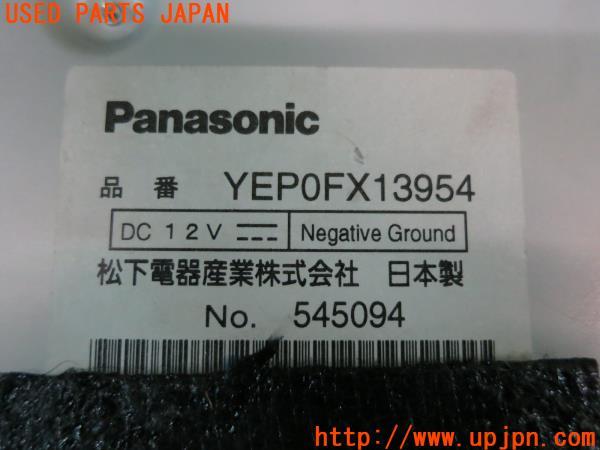 USED PARTS JAPAN
Panasonic
品番 YEP0FX13954
DC 12V Negative Ground
松下電器産業株式会社 日本製
No. 545094
http://www.upjpn.com/